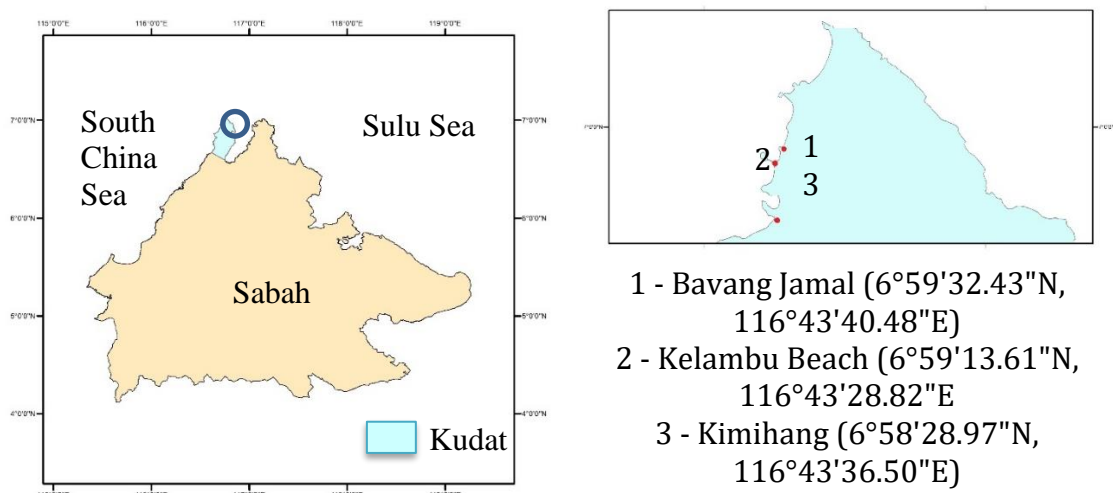 115°0'0"E 116°0'0"E 117°0'0"E 118°0'0"E 119°0'0"E
7°0'0"N
South
China
Sea
Sulu Sea
7°0'0"N
6°0'0"N
6°0'0"N
Sabah
5°0'0"N
5°0'0"N
4°0'0"N
4°0'0"N
Kudat
7°0'0"N
1
2
3
1 - Bavang Jamal (6°59'32.43"N,
116°43'40.48"E)
2 - Kelambu Beach (6°59'13.61"N,
116°43'28.82"E
3 - Kimihang (6°58'28.97"N,
116°43'36.50"E)